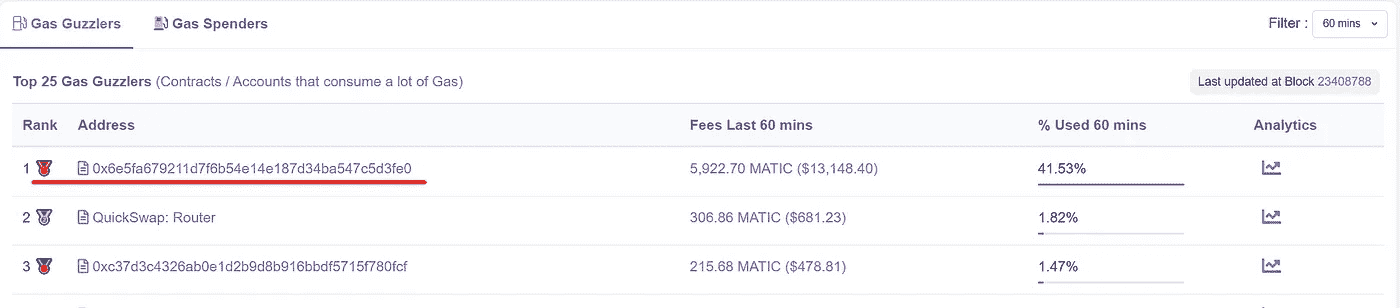 Gas Guzzlers Gas Spenders Filter : 60 mins
Top 25 Gas Guzzlers (Contracts / Accounts that consume a lot of Gas) Last updated at Block 23408788
Rank Address Fees Last 60 mins % Used 60 mins Analytics
1 0x6e5fa679211d7f6b54e14e187d34ba547c5d3fe0 5,922.70 MATIC ($13,148.40) 41.53%
2 QuickSwap: Router 306.86 MATIC ($681.23) 1.82%
3 0xc37d3c4326ab0e1d2b9d8b916bbdf5715f780fcf 215.68 MATIC ($478.81) 1.47%